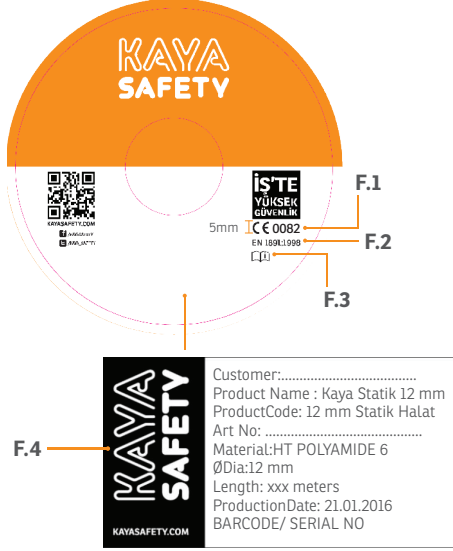 KAYA
SAFETY
KAYASAFETY.COM
İŞ'TE
YÜKSEK
GÜVENLİK
F.1
5mm
CE 0082
EN 1891:1998
F.2
F.3
F.4
KAYA
SAFETY
KAYASAFETY.COM
Customer:....................................
Product Name : Kaya Statik 12 mm
ProductCode: 12 mm Statik Halat
Art No: ..........................................
Material:HT POLYAMIDE 6
ØDia:12 mm
Length: xxx meters
ProductionDate: 21.01.2016
BARCODE/ SERIAL NO